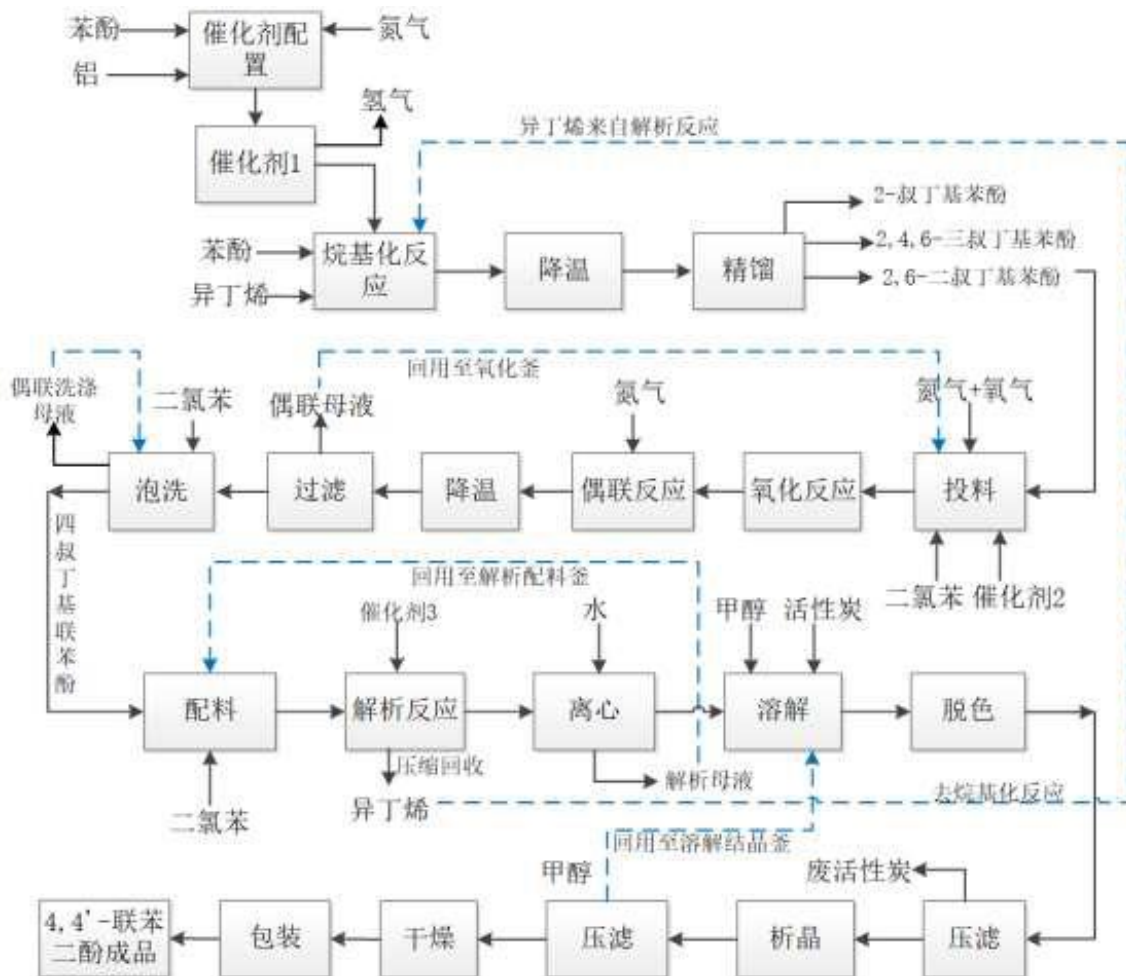 苯酚
催化剂配
置
氮气
铝
氢气
催化剂1
异丁烯来自解析反应
苯酚
异丁烯
烷基化反
应
降温
精馏
2-叔丁基苯酚
2,4,6-三叔丁基苯酚
2,6-二叔丁基苯酚
偶联洗涤
母液
二氯苯
偶联母液
回用至氧化釜
氮气
氮气+氧气
泡洗
过滤
降温
偶联反应
氧化反应
投料
二氯苯
催化剂2
四叔丁基联苯酚
回用至解析配料釜
催化剂3
水
甲醇
活性炭
配料
解析反应
离心
溶解
脱色
二氯苯
压缩回收
异丁烯
解析母液
去烷基化反应
回用至溶解结晶釜
甲醇
废活性炭
4,4'-联苯
二酚成品
包装
干燥
压滤
析晶
压滤